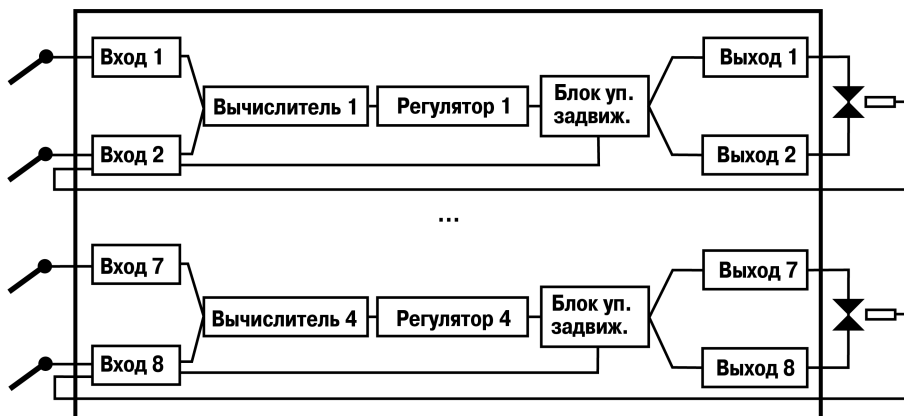 Вход 1
Вычислитель 1
Регулятор 1
Блок уп.
задвиж.
Выход 1
Вход 2
Выход 2
...
Вход 7
Вычислитель 4
Регулятор 4
Блок уп.
задвиж.
Выход 7
Вход 8
Выход 8